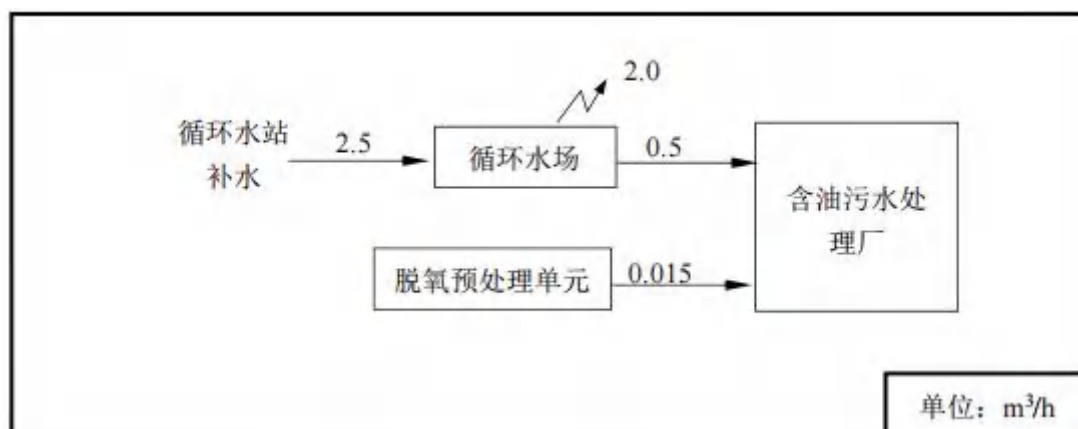 2.0
循环水站
补水
2.5
循环水场
0.5
含油污水处
理厂
脱氧预处理单元
0.015
单位：m³/h